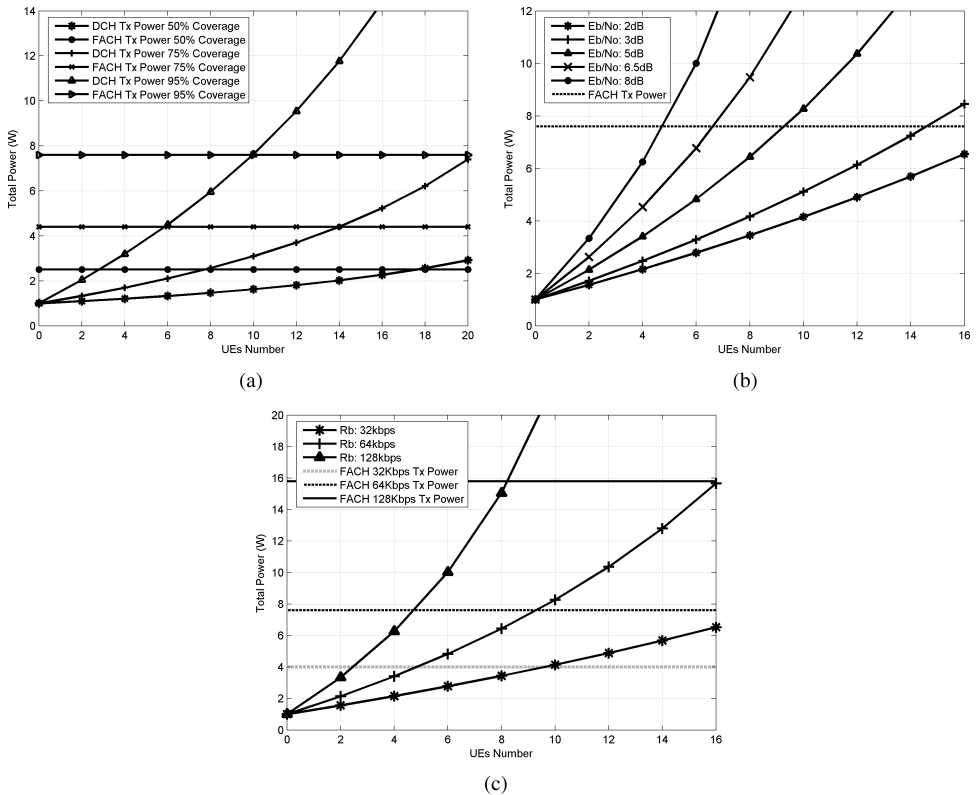 14
12
10
8
6
4
2
0
Total Power (W)
DCH Tx Power 50% Coverage
FACH Tx Power 50% Coverage
DCH Tx Power 75% Coverage
FACH Tx Power 75% Coverage
DCH Tx Power 95% Coverage
FACH Tx Power 95% Coverage
0 2 4 6 8 10 12 14 16 18 20
UEs Number
(a)
12
10
8
6
4
2
0
Total Power (W)
Eb/No: 2dB
Eb/No: 3dB
Eb/No: 5dB
Eb/No: 6.5dB
Eb/No: 8dB
FACH Tx Power
0 2 4 6 8 10 12 14 16
UEs Number
(b)
20
18
16
14
12
10
8
6
4
2
0
Total Power (W)
Rb: 32kbps
Rb: 64kbps
Rb: 128kbps
FACH 32Kbps Tx Power
FACH 64Kbps Tx Power
FACH 128Kbps Tx Power
0 2 4 6 8 10 12 14 16
UEs Number
(c)